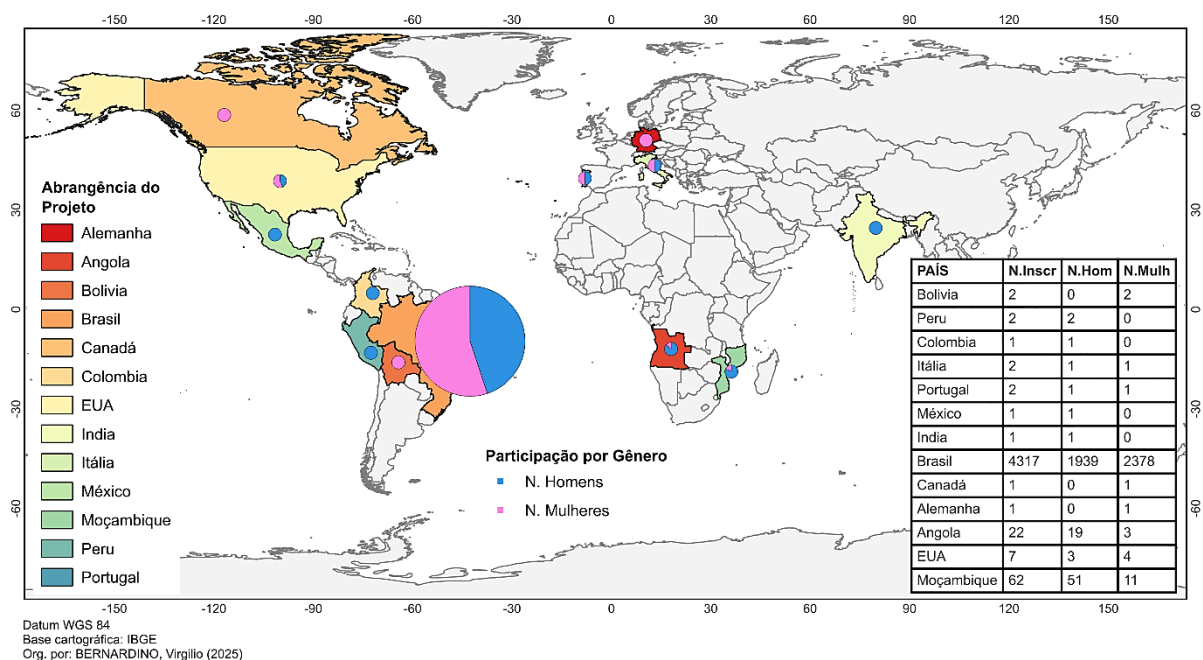 -150 -120 -90 -60 -30 0 30 60 90 120 150
60 60
30 30
0 0
-30 -30
-60 -60
Abrangência do
Projeto
Alemanha
Angola
Bolivia
Brasil
Canadá
Colombia
EUA
India
Itália
México
Moçambique
Peru
Portugal
Participação por Gênero
N. Homens
N. Mulheres
PAÍS N.Inscr N.Hom N.Mulh
Bolivia 2 0 2
Peru 2 2 0
Colombia 1 1 0
Itália 2 1 1
Portugal 2 1 1
México 1 1 0
India 1 1 0
Brasil 4317 1939 2378
Canadá 1 0 1
Alemanha 1 0 1
Angola 22 19 3
EUA 7 3 4
Moçambique 62 51 11
-150 -120 -90 -60 -30 0 30 60 90 120 150
Datum WGS 84
Base cartográfica: IBGE
Org. por: BERNARDINO, Virgilio (2025)